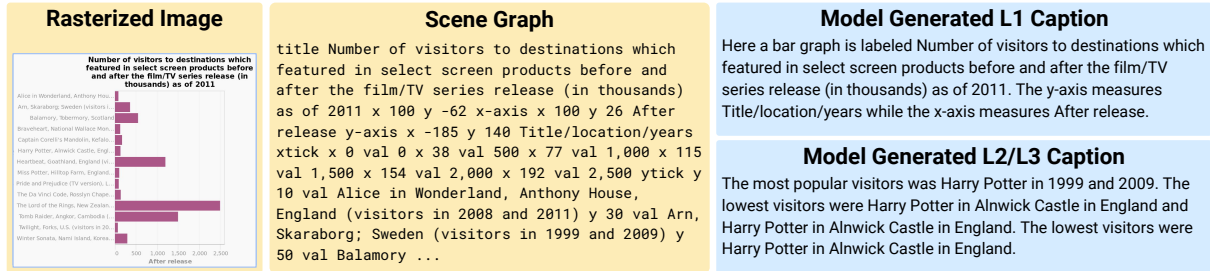 Rasterized Image
Number of visitors to destinations which
featured in select screen products before
and after the film/TV series release (in
thousands) as of 2011
Alice in Wonderland, Anthony Hou...
Arn, Skaraborg; Sweden (visitors i...
Balamory, Tobermory, Scotland
Braveheart, National Wallace Mon...
Captain Corelli's Mandolin, Kefalo...
Harry Potter, Alnwick Castle, Engl...
Heartbeat, Goathland, England (vi...
Miss Potter, Hilltop Farm, England...
Pride and Prejudice (TV version), L...
The Da Vinci Code, Rosslyn Chape...
The Lord of the Rings, New Zealan...
Tomb Raider, Angkor, Cambodia (...
Twilight, Forks, U.S. (visitors in 20...
Winter Sonata, Nami Island, Korea...
0 500 1,000 1,500 2,000 2,500
After release
Scene Graph
title Number of visitors to destinations which
featured in select screen products before and
after the film/TV series release (in thousands)
as of 2011 x 100 y -62 x-axis x 100 y 26 After
release y-axis x -185 y 140 Title/location/years
xtick x 0 val 0 x 38 val 500 x 77 val 1,000 x 115
val 1,500 x 154 val 2,000 x 192 val 2,500 ytick y
10 val Alice in Wonderland, Anthony House,
England (visitors in 2008 and 2011) y 30 val Arn,
Skaraborg; Sweden (visitors in 1999 and 2009) y
50 val Balamory ...
Model Generated L1 Caption
Here a bar graph is labeled Number of visitors to destinations which
featured in select screen products before and after the film/TV
series release (in thousands) as of 2011. The y-axis measures
Title/location/years while the x-axis measures After release.
Model Generated L2/L3 Caption
The most popular visitors was Harry Potter in 1999 and 2009. The
lowest visitors were Harry Potter in Alnwick Castle in England and
Harry Potter in Alnwick Castle in England. The lowest visitors were
Harry Potter in Alnwick Castle in England.